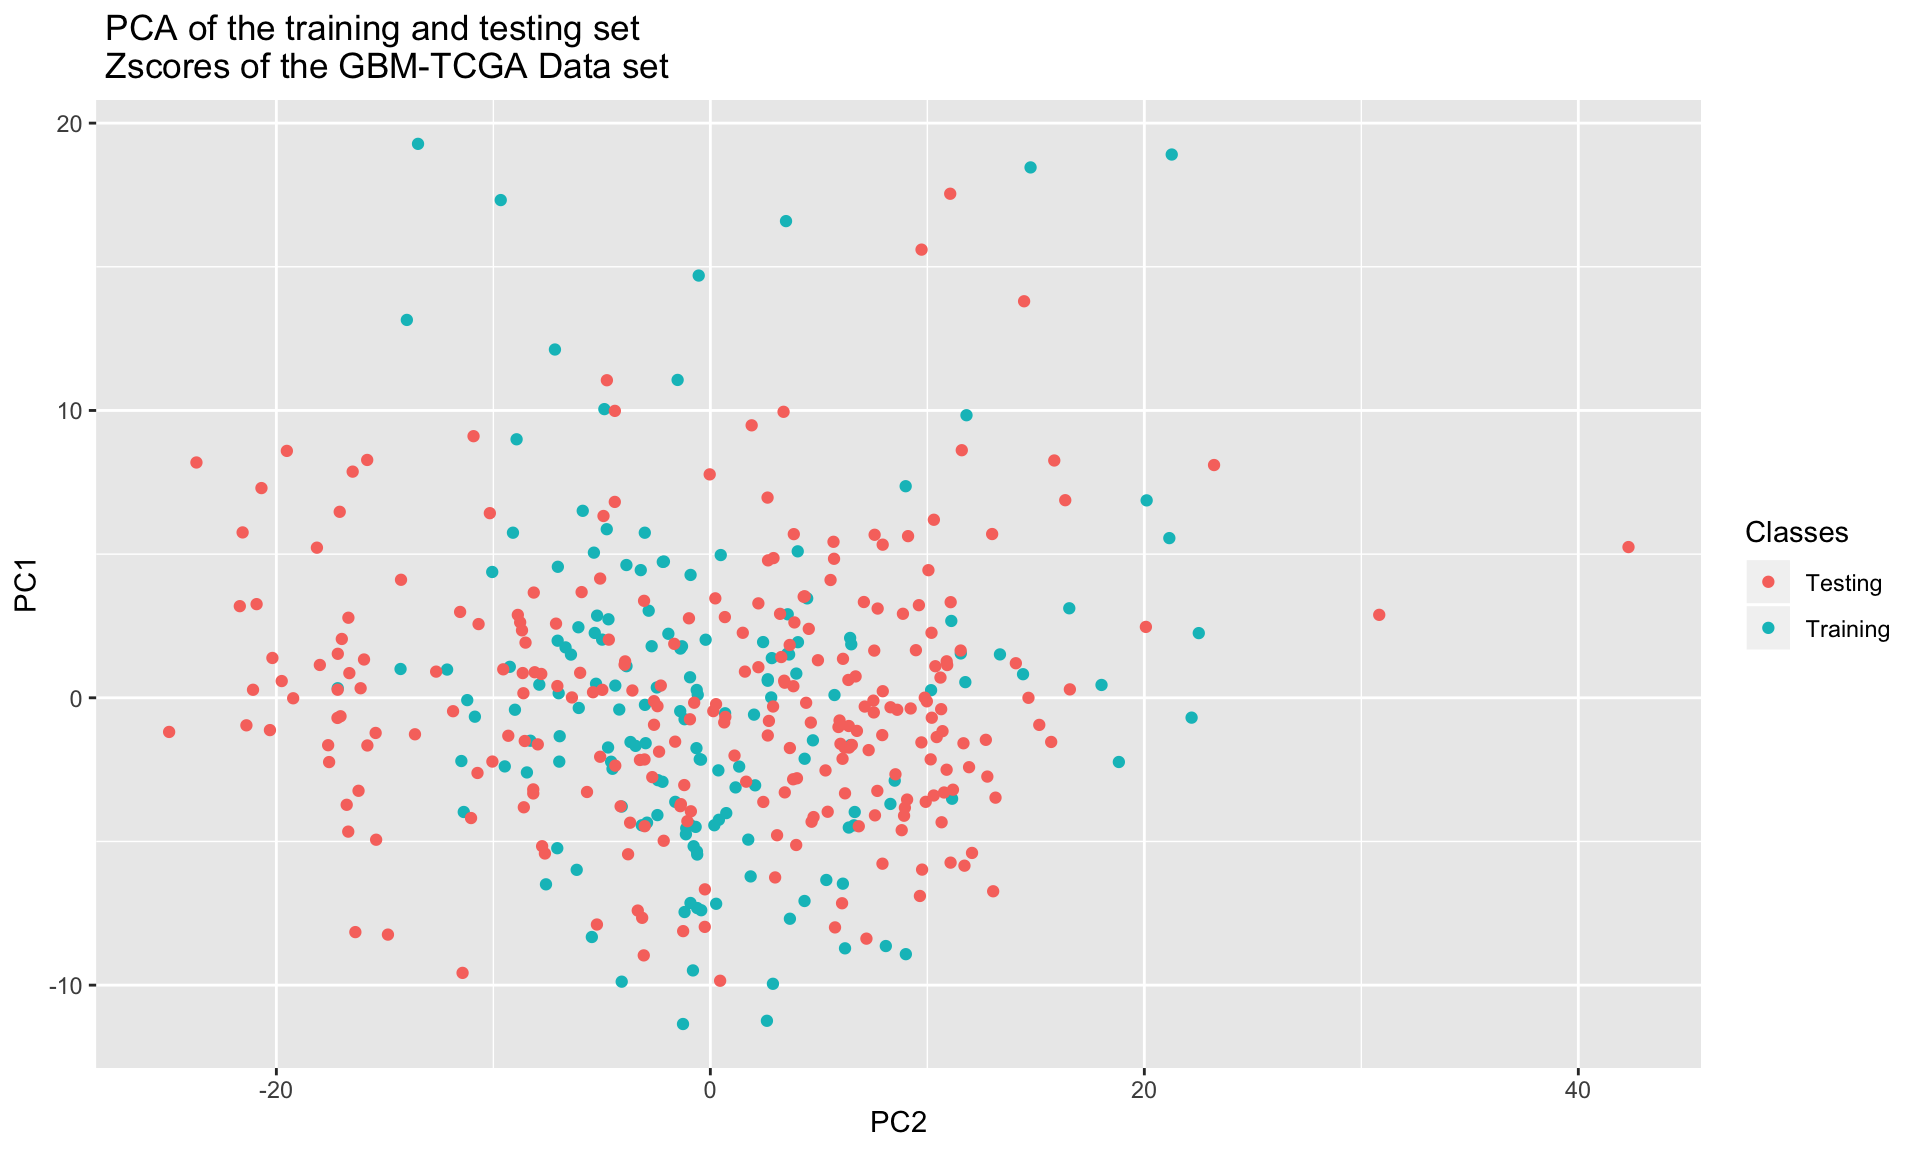 PCA of the training and testing set
Zscores of the GBM-TCGA Data set
20
10
0
-10
PC1
-20
0
20
40
PC2
Classes
Testing
Training